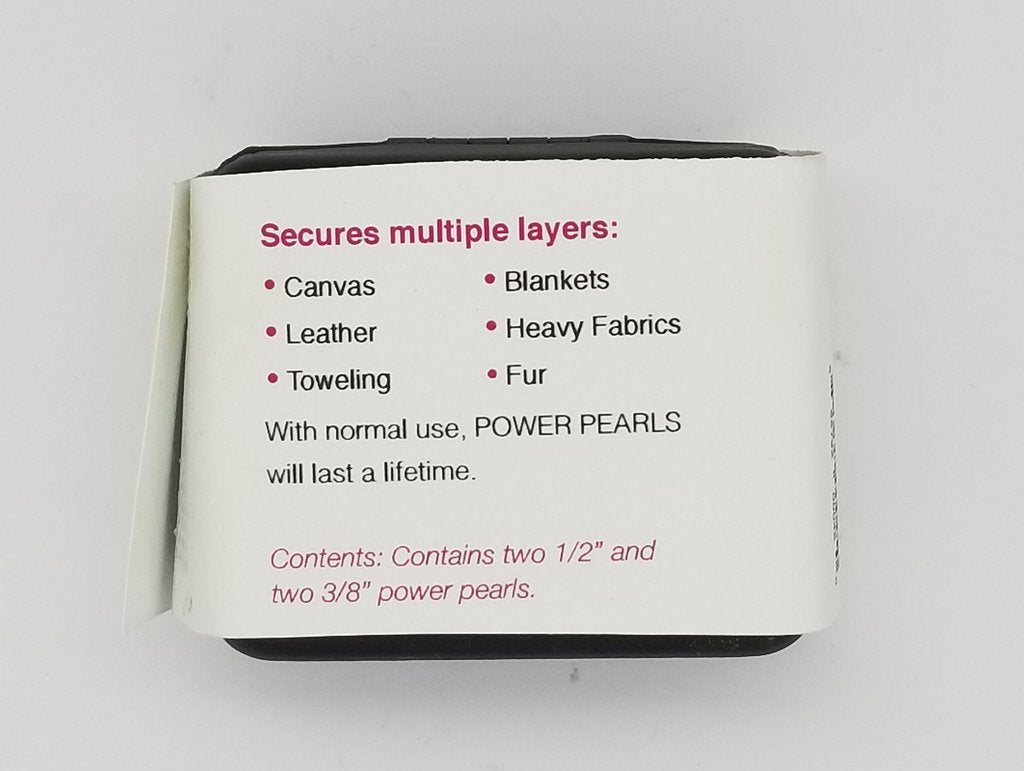 Secures multiple layers:
• Canvas
• Blankets
• Leather
• Heavy Fabrics
• Toweling
• Fur
With normal use, POWER PEARLS
will last a lifetime.
Contents: Contains two 1/2” and
two 3/8” power pearls.